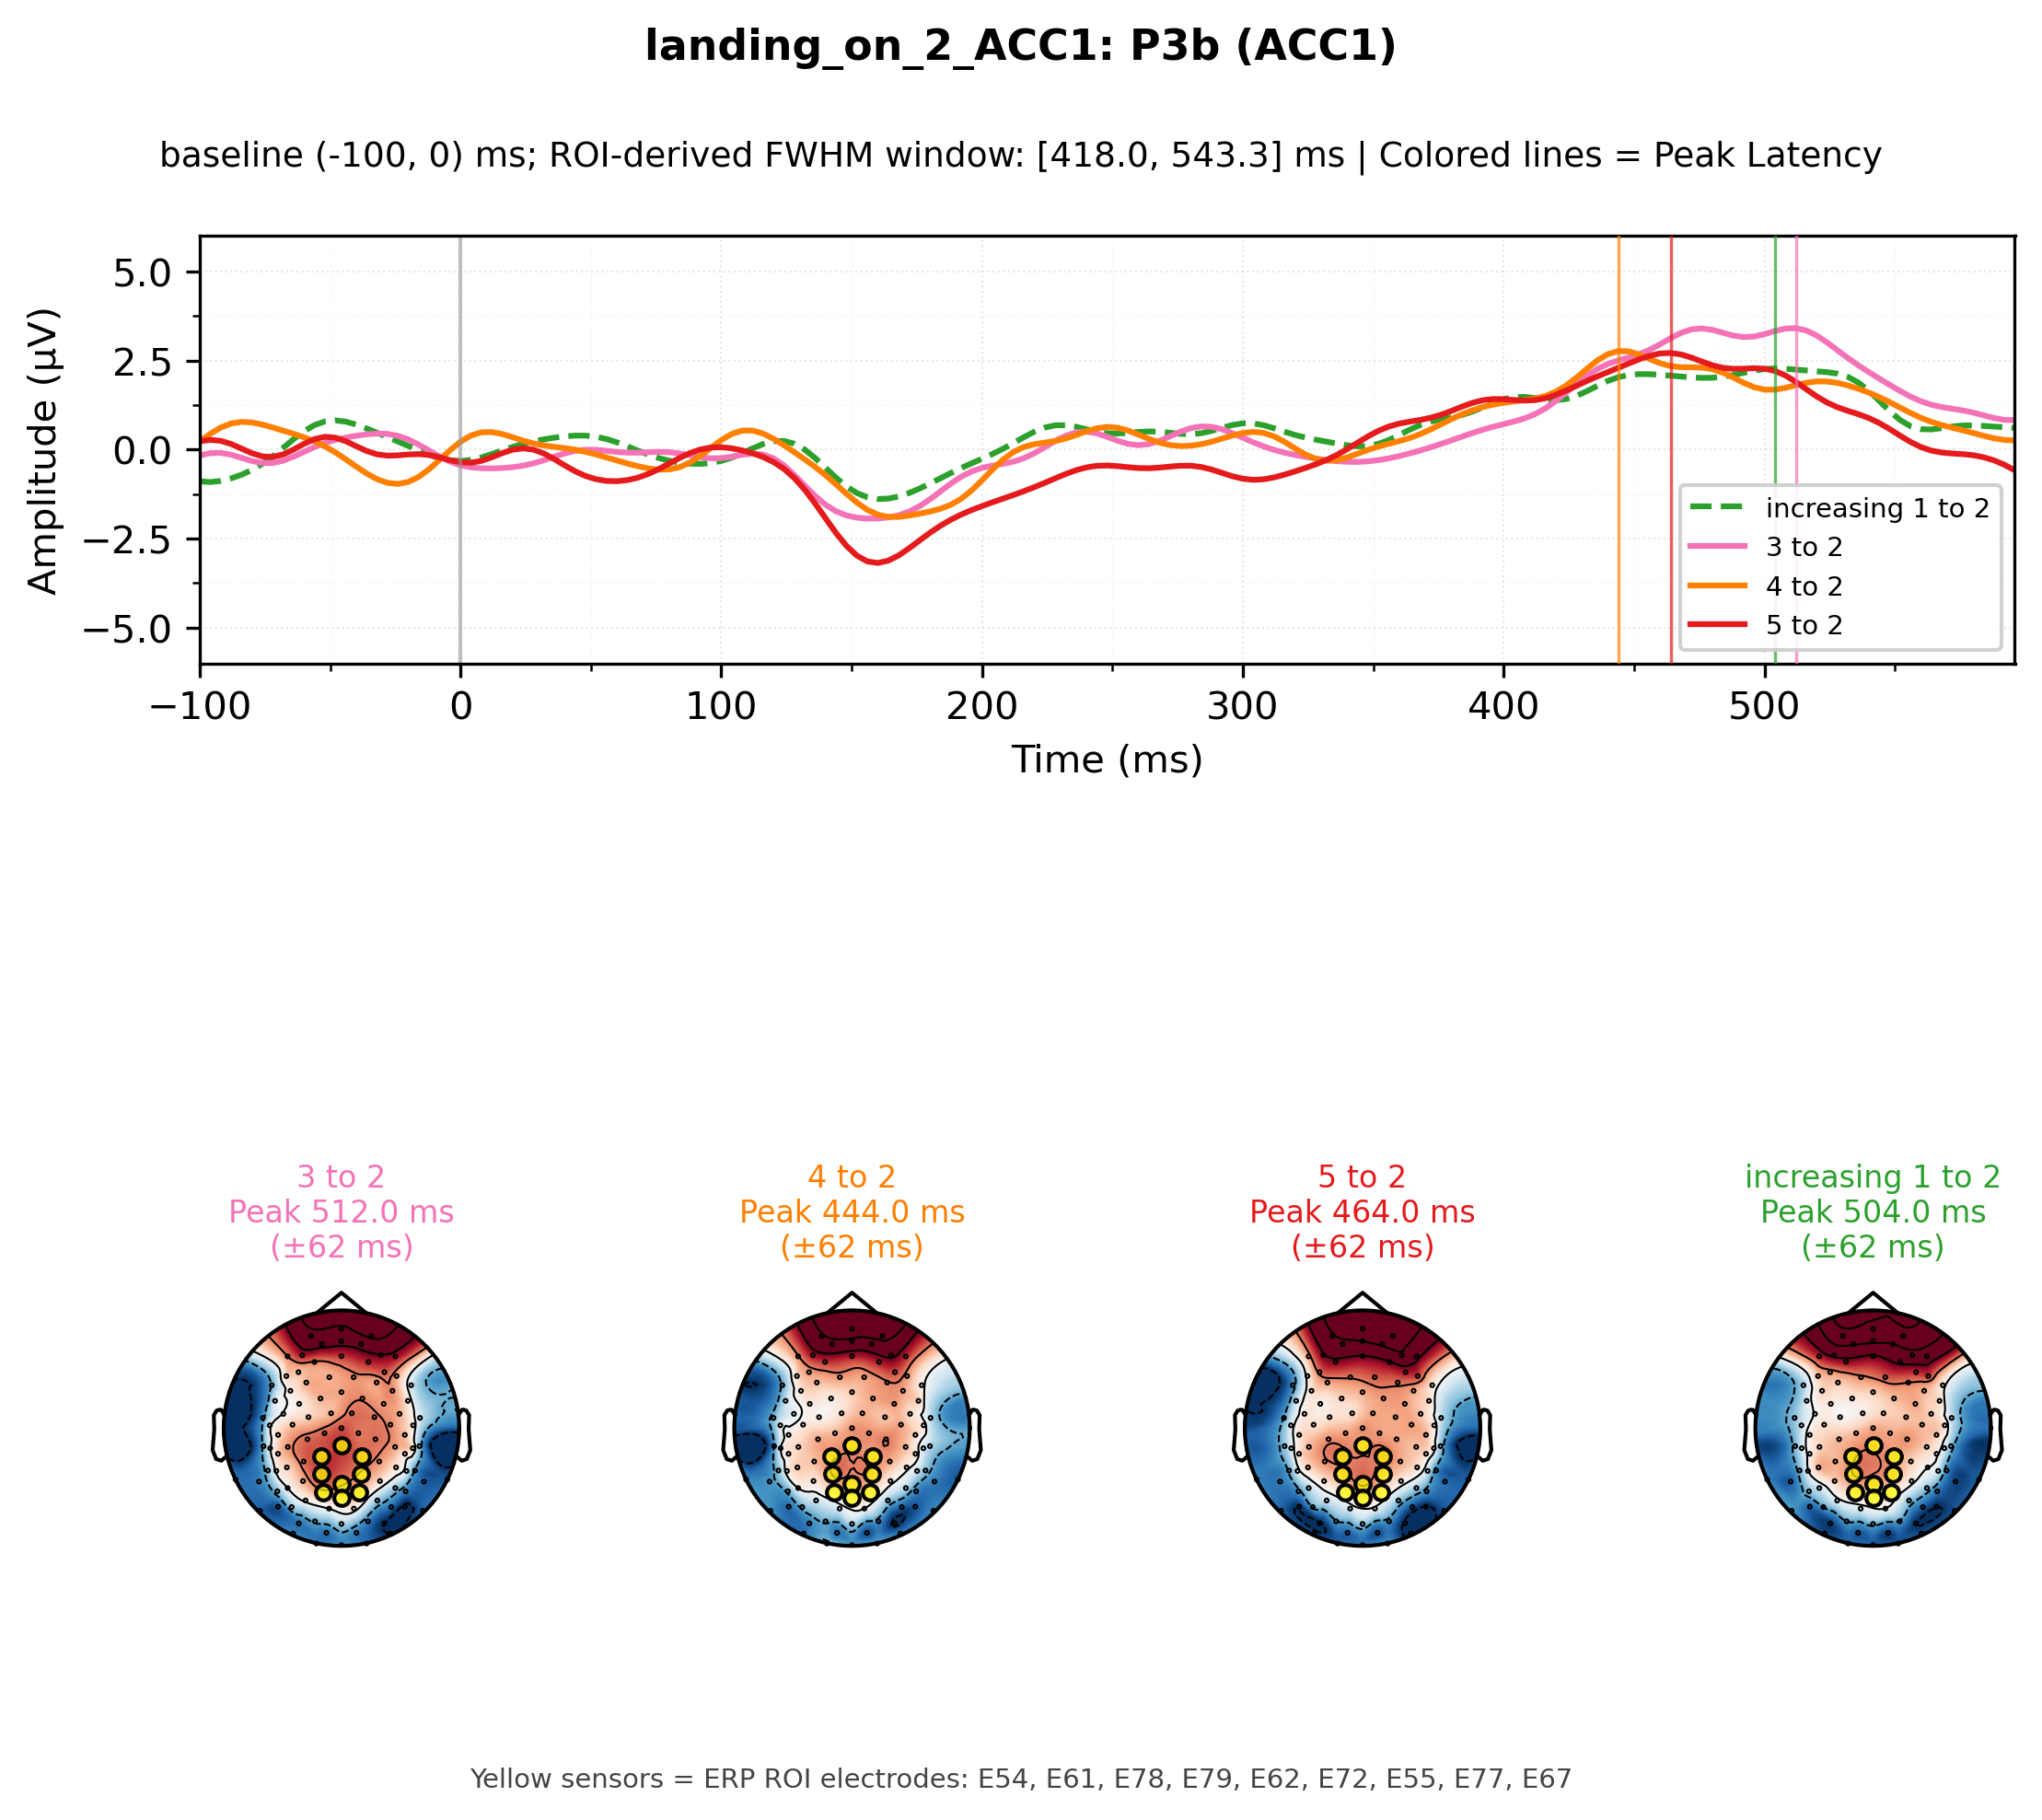 landing_on_2_ACC1: P3b (ACC1)
baseline (-100, 0) ms; ROI-derived FWHM window: [418.0, 543.3] ms | Colored lines = Peak Latency
Amplitude (µV)
5.0
2.5
0.0
−2.5
−5.0
increasing 1 to 2
3 to 2
4 to 2
5 to 2
−100 0 100 200 300 400 500
Time (ms)
3 to 2
Peak 512.0 ms
(±62 ms)
4 to 2
Peak 444.0 ms
(±62 ms)
5 to 2
Peak 464.0 ms
(±62 ms)
increasing 1 to 2
Peak 504.0 ms
(±62 ms)
Yellow sensors = ERP ROI electrodes: E54, E61, E78, E79, E62, E72, E55, E77, E67